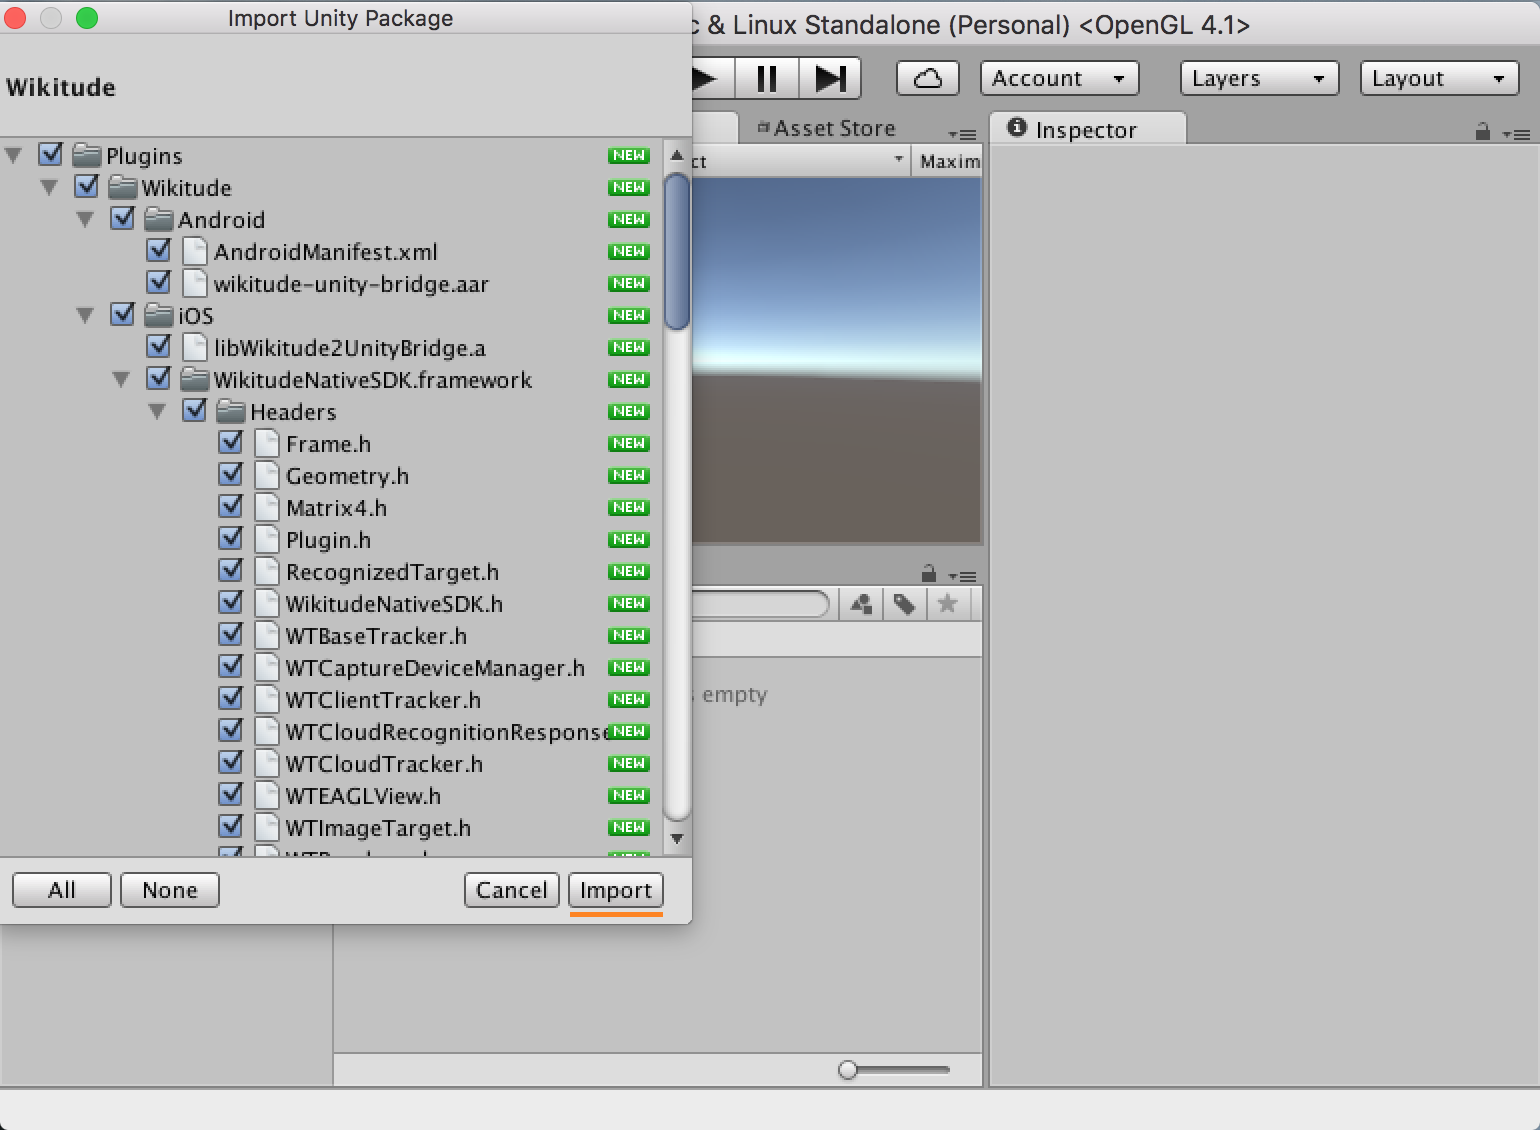 Import Unity Package
c & Linux Standalone (Personal) <OpenGL 4.1>
Wikitude
Account
Layers
Layout
Asset Store
Inspector
ct
Maxim
Plugins NEW
Wikitude NEW
Android NEW
AndroidManifest.xml NEW
wikitude-unity-bridge.aar NEW
iOS NEW
libWikitude2UnityBridge.a NEW
WikitudeNativeSDK.framework NEW
Headers NEW
Frame.h NEW
Geometry.h NEW
Matrix4.h NEW
Plugin.h NEW
RecognizedTarget.h NEW
WikitudeNativeSDK.h NEW
WTBaseTracker.h NEW
WTCaptureDeviceManager.h NEW
WTClientTracker.h NEW
WTCloudRecognitionResponse NEW
WTCloudTracker.h NEW
WTEAGLView.h NEW
WTImageTarget.h NEW
empty
All
None
Cancel
Import